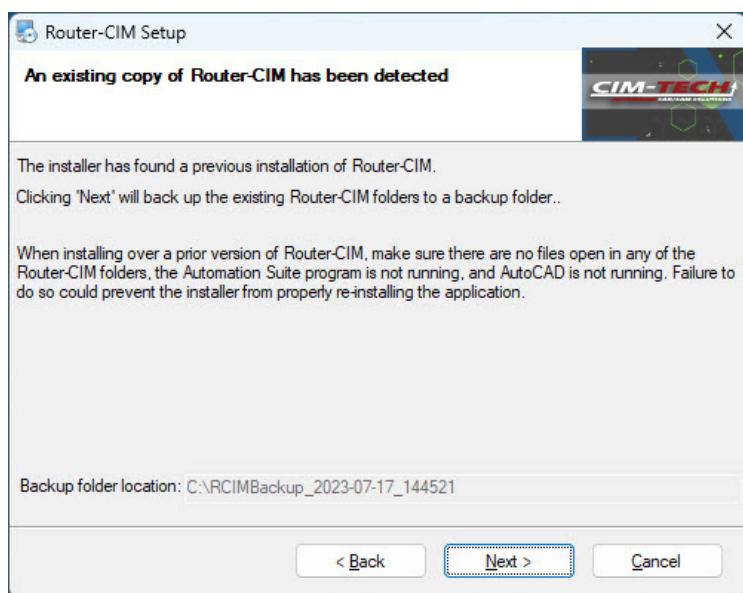 Router-CIM Setup
An existing copy of Router-CIM has been detected
CIM-TECH
The installer has found a previous installation of Router-CIM.
Clicking 'Next' will back up the existing Router-CIM folders to a backup folder..
When installing over a prior version of Router-CIM, make sure there are no files open in any of the
Router-CIM folders, the Automation Suite program is not running, and AutoCAD is not running. Failure to
do so could prevent the installer from properly re-installing the application.
Backup folder location: C:\RCIMBackup_2023-07-17_144521
< Back
Next >
Cancel